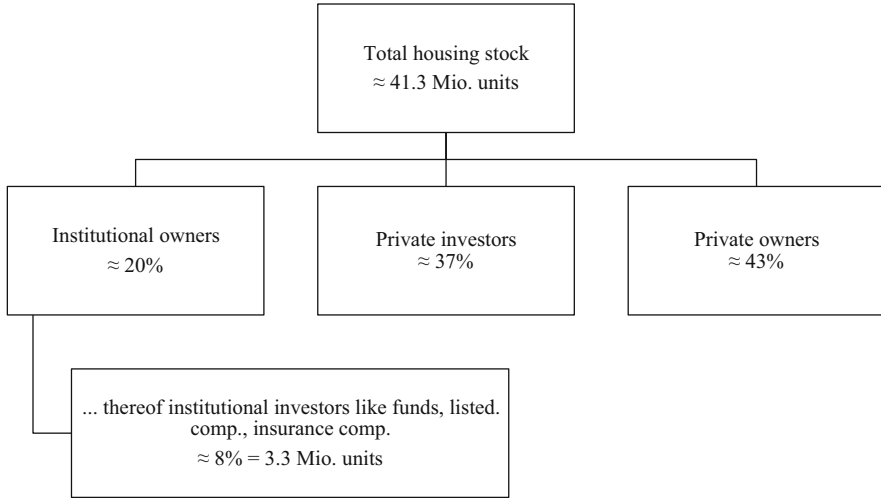 Total housing stock
≈ 41.3 Mio. units
Institutional owners
≈ 20%
Private investors
≈ 37%
Private owners
≈ 43%
... thereof institutional investors like funds, listed.
comp., insurance comp.
≈ 8% = 3.3 Mio. units